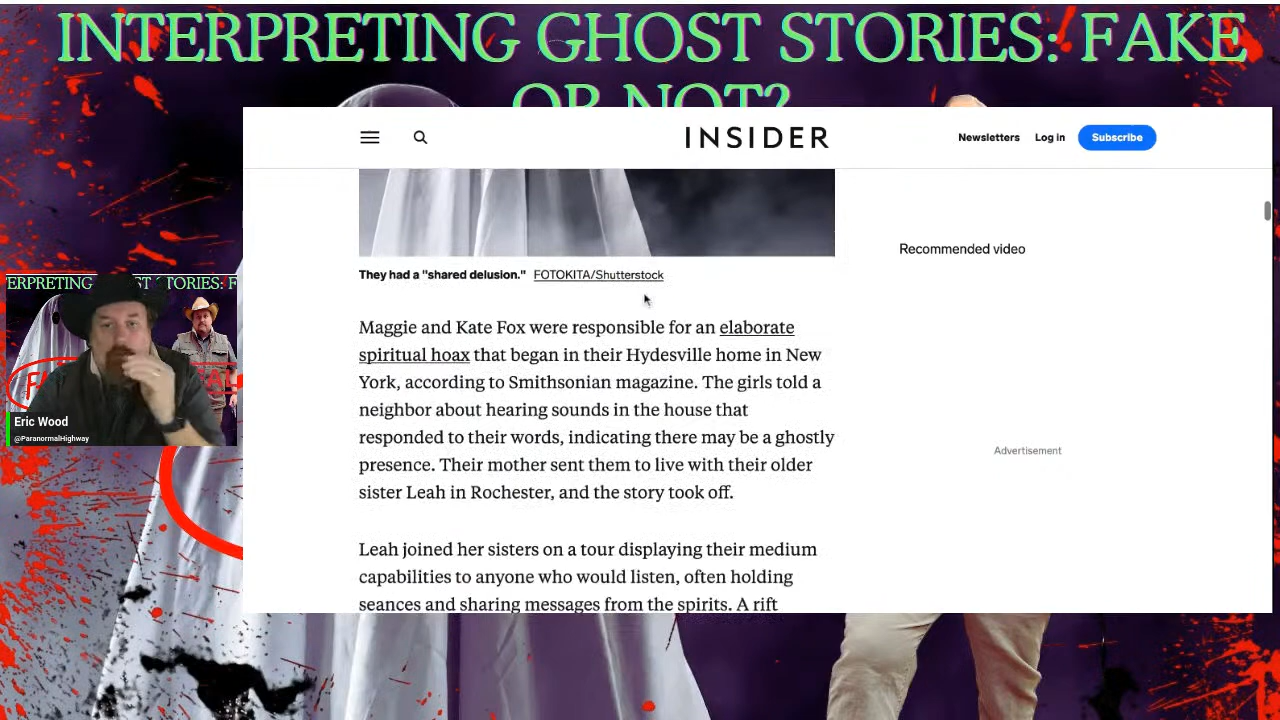 INTERPRETING GHOST STORIES: FAKE
OR NOT?
INSIDER
Newsletters Log in Subscribe
Recommended video
They had a "shared delusion." FOTOKITA/Shutterstock
Maggie and Kate Fox were responsible for an elaborate
spiritual hoax that began in their Hydesville home in New
York, according to Smithsonian magazine. The girls told a
neighbor about hearing sounds in the house that
responded to their words, indicating there may be a ghostly
presence. Their mother sent them to live with their older
sister Leah in Rochester, and the story took off.
Advertisement
Leah joined her sisters on a tour displaying their medium
capabilities to anyone who would listen, often holding
seances and sharing messages from the spirits. A rift
Eric Wood
@ParanormalHighway